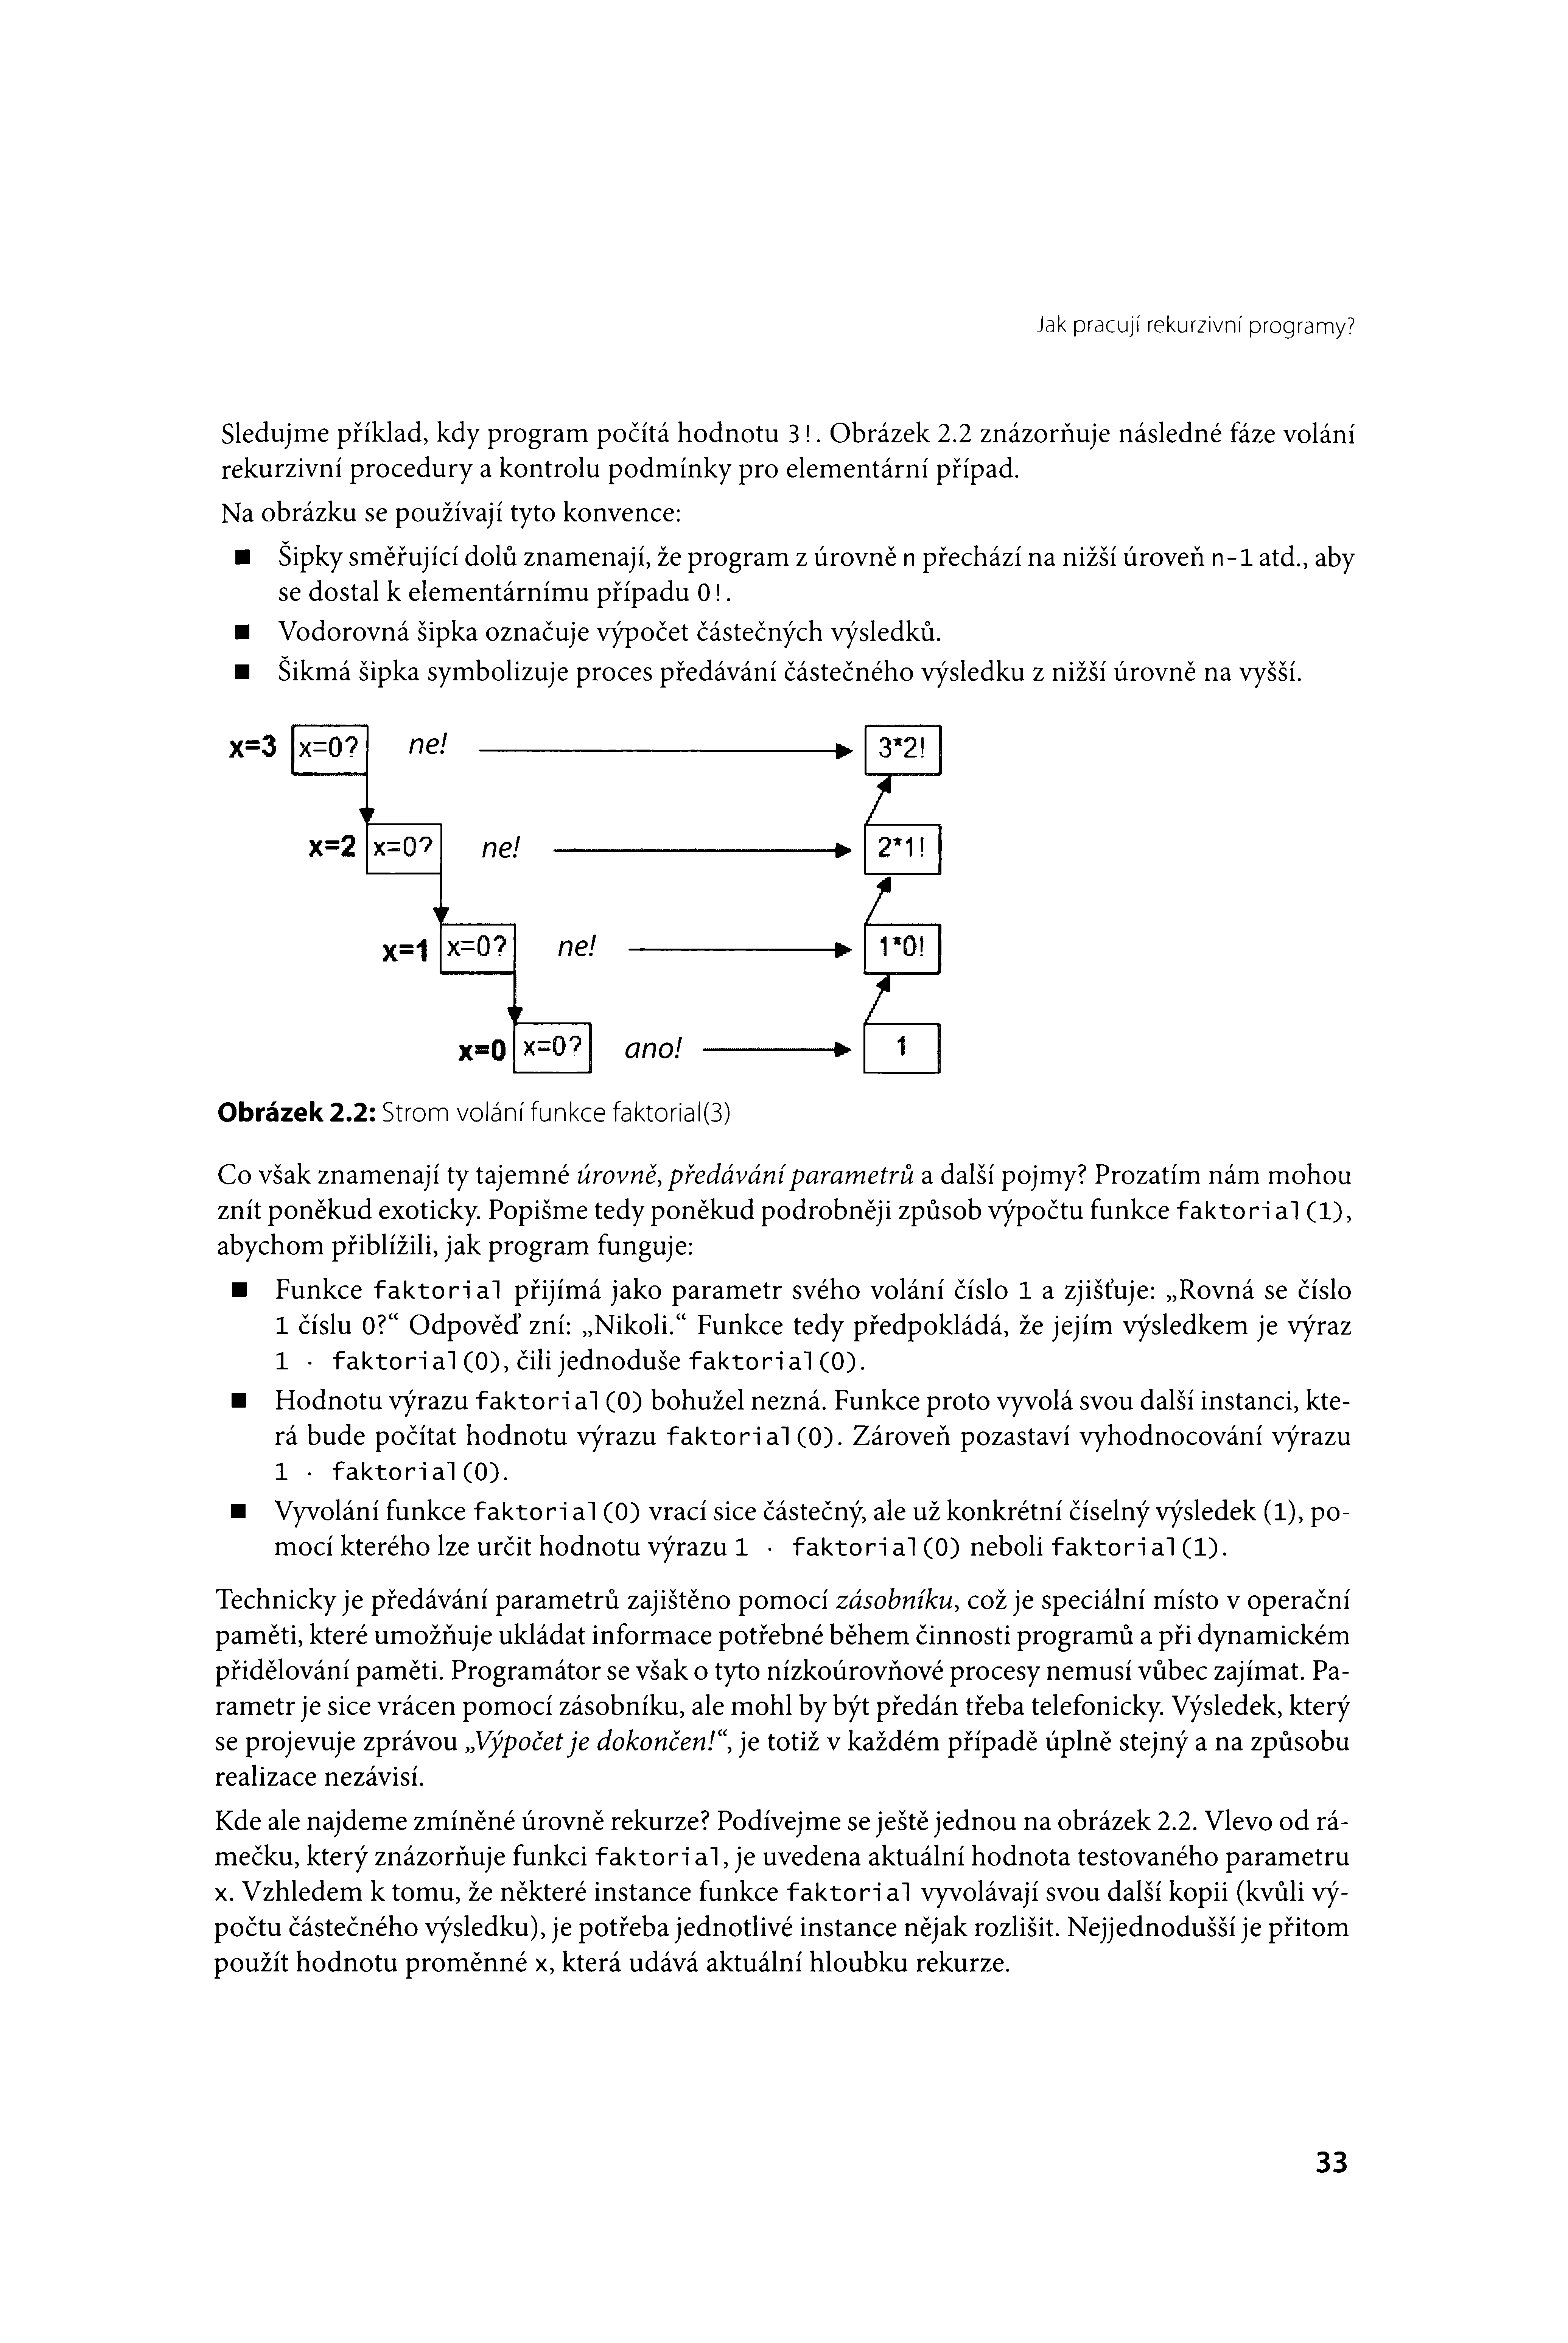 Jak pracují rekurzivní programy?
Sledujme příklad, kdy program počítá hodnotu 3!. Obrázek 2.2 znázorňuje následné fáze volání
rekurzivní procedury a kontrolu podmínky pro elementární případ.
Na obrázku se používají tyto konvence:
■ Šipky směřující dolů znamenají, že program z úrovně n přechází na nižší úroveň n-1 atd., aby
se dostal k elementárnímu případu 0!.
■ Vodorovná šipka označuje výpočet částečných výsledků.
■ Šikmá šipka symbolizuje proces předávání částečného výsledku z nižší úrovně na vyšší.
x=3 x=0? ne! 3*2!
x=2 x=0? ne! 2*1!
x=1 x=0? ne! 1*0!
x=0 x=0? ano! 1
Obrázek 2.2: Strom volání funkce faktorial(3)
Co však znamenají ty tajemné úrovně, předávání parametrů a další pojmy? Prozatím nám mohou
znít poněkud exoticky. Popišme tedy poněkud podrobněji způsob výpočtu funkce faktorial(1),
abychom přiblížili, jak program funguje:
■ Funkce faktorial přijímá jako parametr svého volání číslo 1 a zjišťuje: „Rovná se číslo
1 číslu 0?“ Odpověď zní: „Nikoli.“ Funkce tedy předpokládá, že jejím výsledkem je výraz
1 · faktorial(0), čili jednoduše faktorial(0).
■ Hodnotu výrazu faktorial(0) bohužel nezná. Funkce proto vyvolá svou další instanci, kte-
rá bude počítat hodnotu výrazu faktorial(0). Zároveň pozastaví vyhodnocování výrazu
1 · faktorial(0).
■ Vyvolání funkce faktorial(0) vrací sice částečný, ale už konkrétní číselný výsledek (1), po-
mocí kterého lze určit hodnotu výrazu 1 · faktorial(0) neboli faktorial(1).
Technicky je předávání parametrů zajištěno pomocí zásobníku, což je speciální místo v operační
paměti, které umožňuje ukládat informace potřebné během činnosti programů a při dynamickém
přidělování paměti. Programátor se však o tyto nízkoúrovňové procesy nemusí vůbec zajímat. Pa-
rametr je sice vrácen pomocí zásobníku, ale mohl by být předán třeba telefonicky. Výsledek, který
se projevuje zprávou „Výpočet je dokončen!“, je totiž v každém případě úplně stejný a na způsobu
realizace nezávisí.
Kde ale najdeme zmíněné úrovně rekurze? Podívejme se ještě jednou na obrázek 2.2. Vlevo od rá-
mečku, který znázorňuje funkci faktorial, je uvedena aktuální hodnota testovaného parametru
x. Vzhledem k tomu, že některé instance funkce faktorial vyvolávají svou další kopii (kvůli vý-
počtu částečného výsledku), je potřeba jednotlivé instance nějak rozlišit. Nejjednodušší je přitom
použít hodnotu proměnné x, která udává aktuální hloubku rekurze.
33